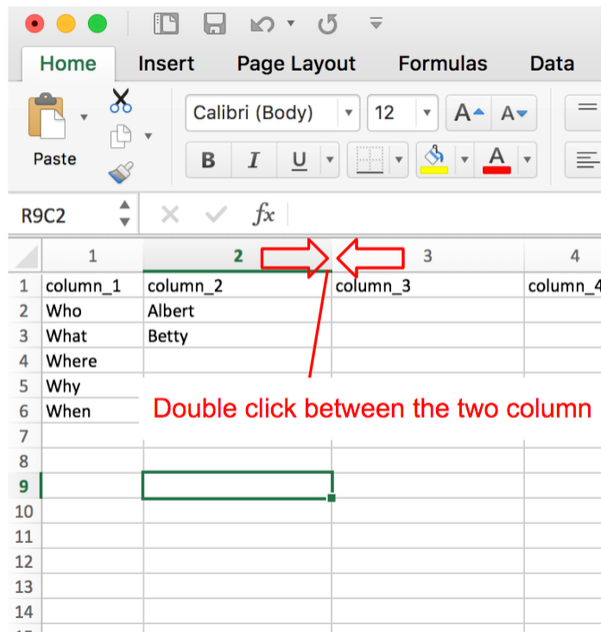 Home Insert Page Layout Formulas Data
Calibri (Body) 12 A A
Paste
B I U A
R9C2 fx
1 2 3 4
1 column_1 column_2 column_3 column_4
2 Who Albert
3 What Betty
4 Where
5 Why
6 When Double click between the two column
7
8
9
10
11
12
13
14